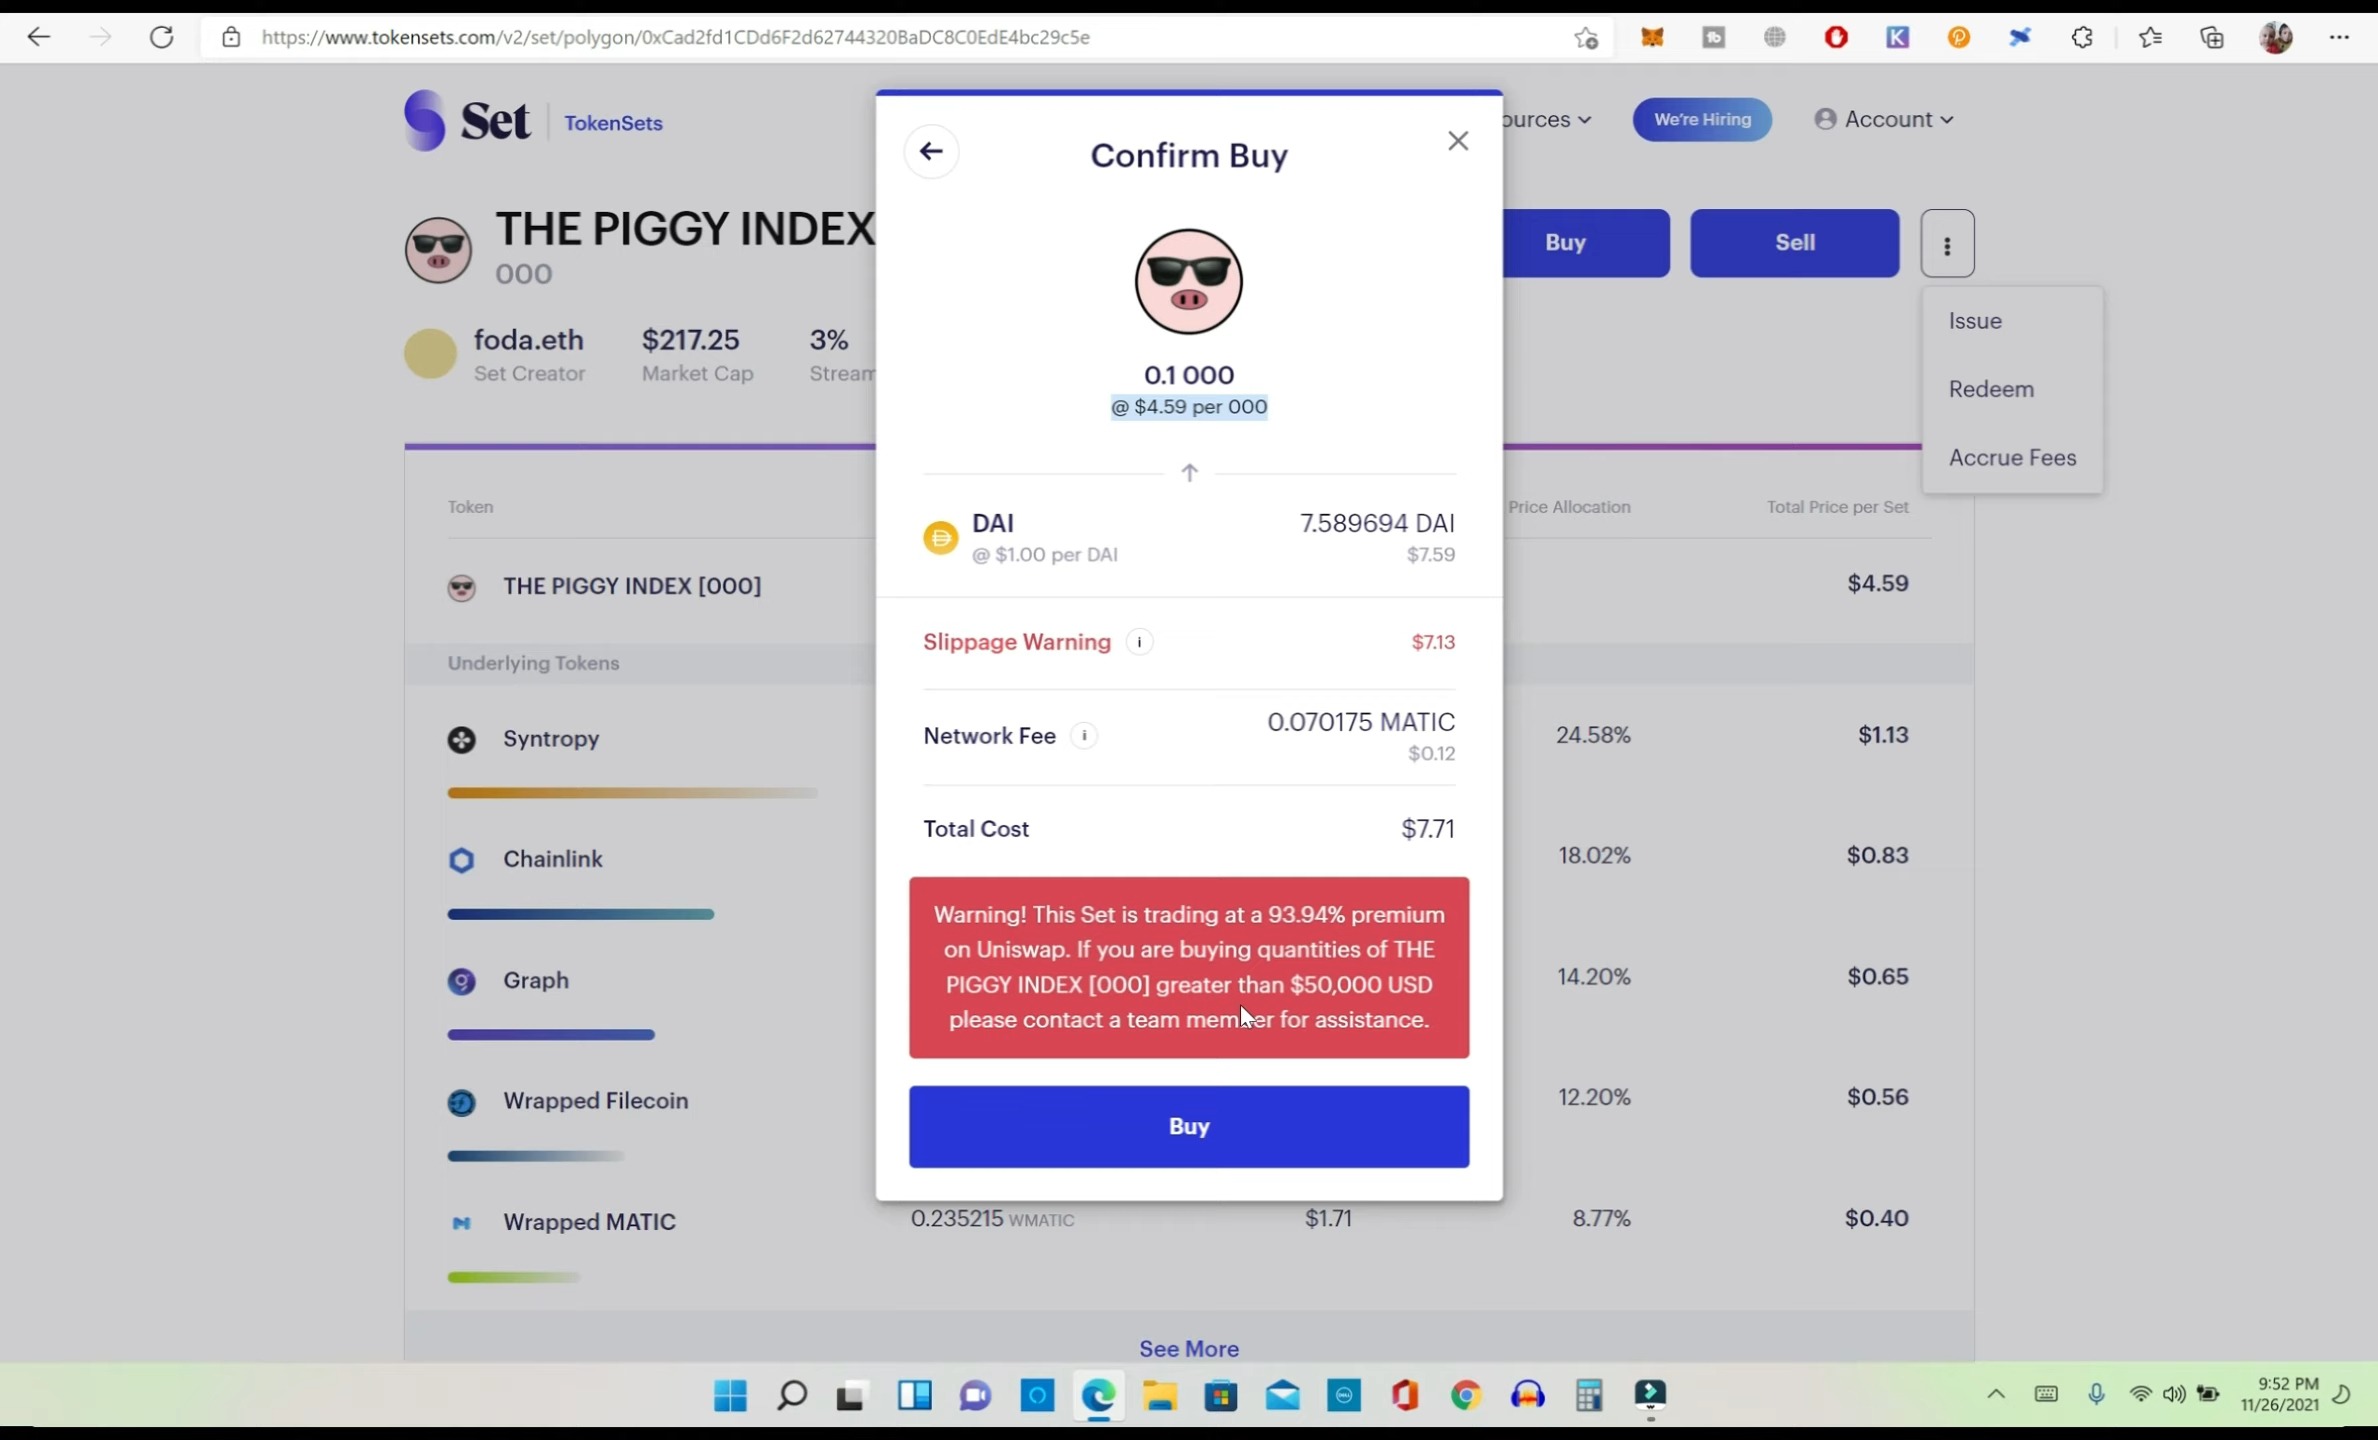 https://www.tokensets.com/v2/set/polygon/0xCad2fd1CDd6F2d62744320BaDC8C0EdE4bc29c5e
Set TokenSets
ources
We're Hiring
Account
THE PIGGY INDEX
000
foda.eth
Set Creator
$217.25
Market Cap
3%
Stream
Buy
Sell
Issue
Redeem
Accrue Fees
Confirm Buy
0.1 000
@ $4.59 per 000
DAI
7.589694 DAI
@ $1.00 per DAI
$7.59
Slippage Warning
$7.13
Network Fee
0.070175 MATIC
$0.12
Total Cost
$7.71
Warning! This Set is trading at a 93.94% premium
on Uniswap. If you are buying quantities of THE
PIGGY INDEX [000] greater than $50,000 USD
please contact a team member for assistance.
Buy
Token
Price Allocation
Total Price per Set
THE PIGGY INDEX [000]
$4.59
Underlying Tokens
Syntropy
24.58%
$1.13
Chainlink
18.02%
$0.83
Graph
14.20%
$0.65
Wrapped Filecoin
12.20%
$0.56
Wrapped MATIC
0.235215 WMATIC
$1.71
8.77%
$0.40
See More
9:52 PM
11/26/2021